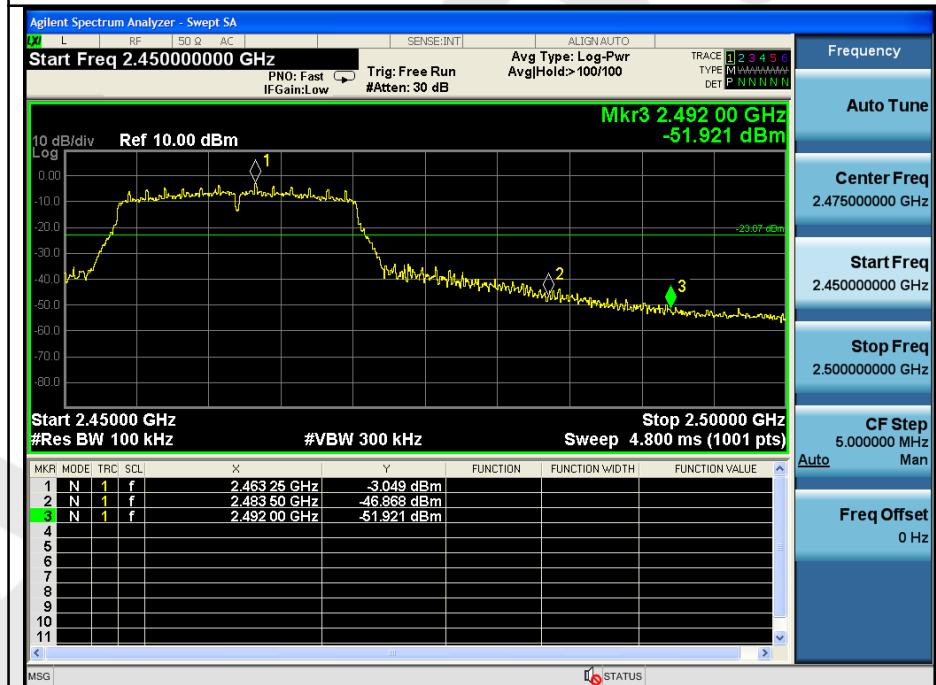 Agilent Spectrum Analyzer - Swept SA
LXI L RF 50 Ω AC SENSE:INT ALIGN AUTO
Start Freq 2.450000000 GHz
PNO: Fast
IFGain:Low
Trig: Free Run
#Atten: 30 dB
Avg Type: Log-Pwr
Avg|Hold:>100/100
TRACE 1 2 3 4 5 6
TYPE M WWWWW
DET P N N N N N
Mkr3 2.492 00 GHz
-51.921 dBm
10 dB/div Ref 10.00 dBm
Log
0.00
-10.0
-20.0
-30.0
-40.0
-50.0
-60.0
-70.0
-80.0
1
2
3
-23.07 dBm
Start 2.45000 GHz Stop 2.50000 GHz
#Res BW 100 kHz #VBW 300 kHz Sweep 4.800 ms (1001 pts)
MKR MODE TRC SCL X Y FUNCTION FUNCTION WIDTH FUNCTION VALUE
1 N 1 f 2.463 25 GHz -3.049 dBm
2 N 1 f 2.483 50 GHz -46.868 dBm
3 N 1 f 2.492 00 GHz -51.921 dBm
4
5
6
7
8
9
10
11
MSG STATUS
Frequency
Auto Tune
Center Freq
2.475000000 GHz
Start Freq
2.450000000 GHz
Stop Freq
2.500000000 GHz
CF Step
5.000000 MHz
Auto Man
Freq Offset
0 Hz